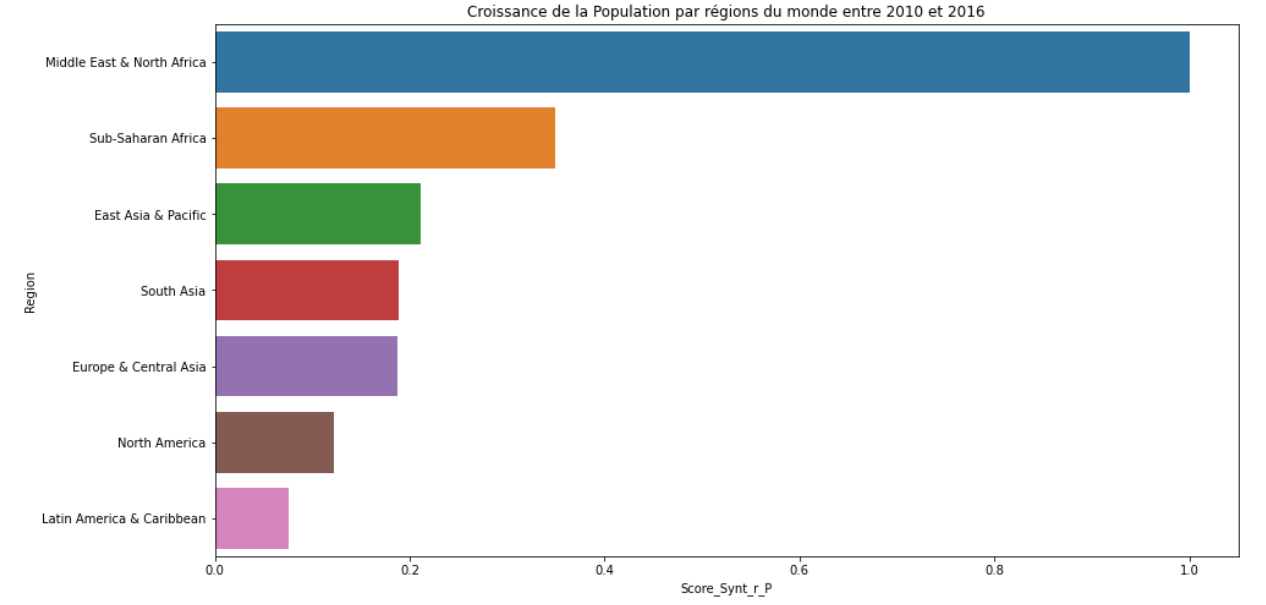 Croissance de la Population par régions du monde entre 2010 et 2016
Region
Middle East & North Africa
Sub-Saharan Africa
East Asia & Pacific
South Asia
Europe & Central Asia
North America
Latin America & Caribbean
0.0 0.2 0.4 0.6 0.8 1.0
Score_Synt_r_P